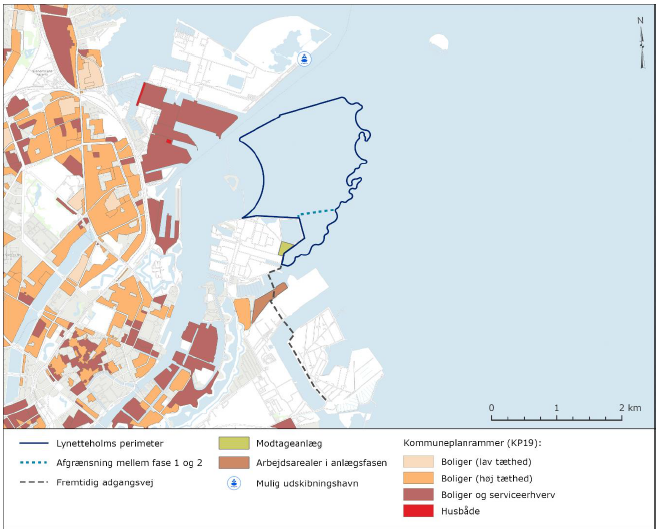 N
0 1 2 km
Lynetteholms perimeter
Afgrænsning mellem fase 1 og 2
Fremtidig adgangsvej
Modtageanlæg
Arbejdsarealer i anlægsfasen
Mulig udskibningshavn
Kommuneplanrammer (KP19):
Boliger (lav tæthed)
Boliger (høj tæthed)
Boliger og serviceerhverv
Husbåde